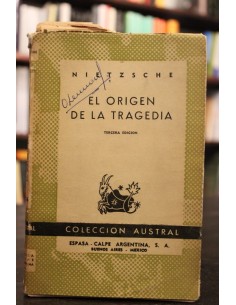 NIETZSCHE
EL ORIGEN
DE LA TRAGEDIA
TERCERA EDICION
COLECCION AUSTRAL
ESPASA-CALPE ARGENTINA, S. A.
BUENOS AIRES - MEXICO